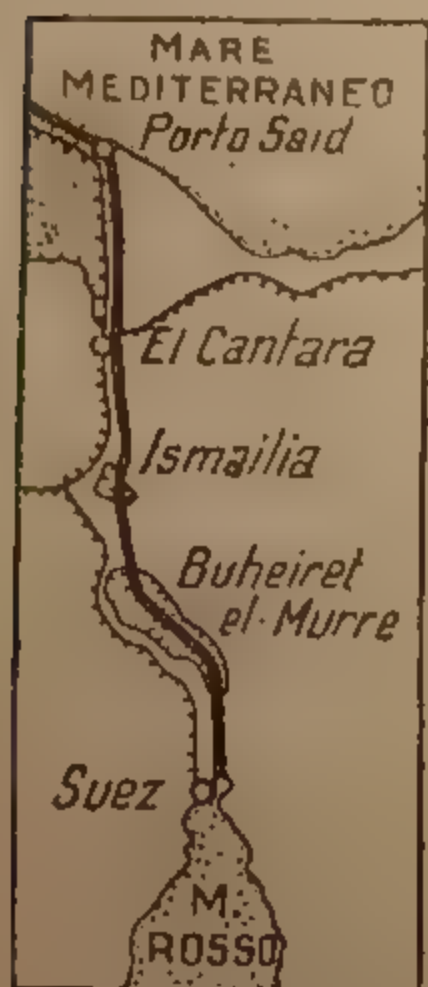 MARE
MEDITERRANEO
Porto Said
El Cantara
Ismailia
Buheiret
el-Murre
Suez
M.
ROSSO